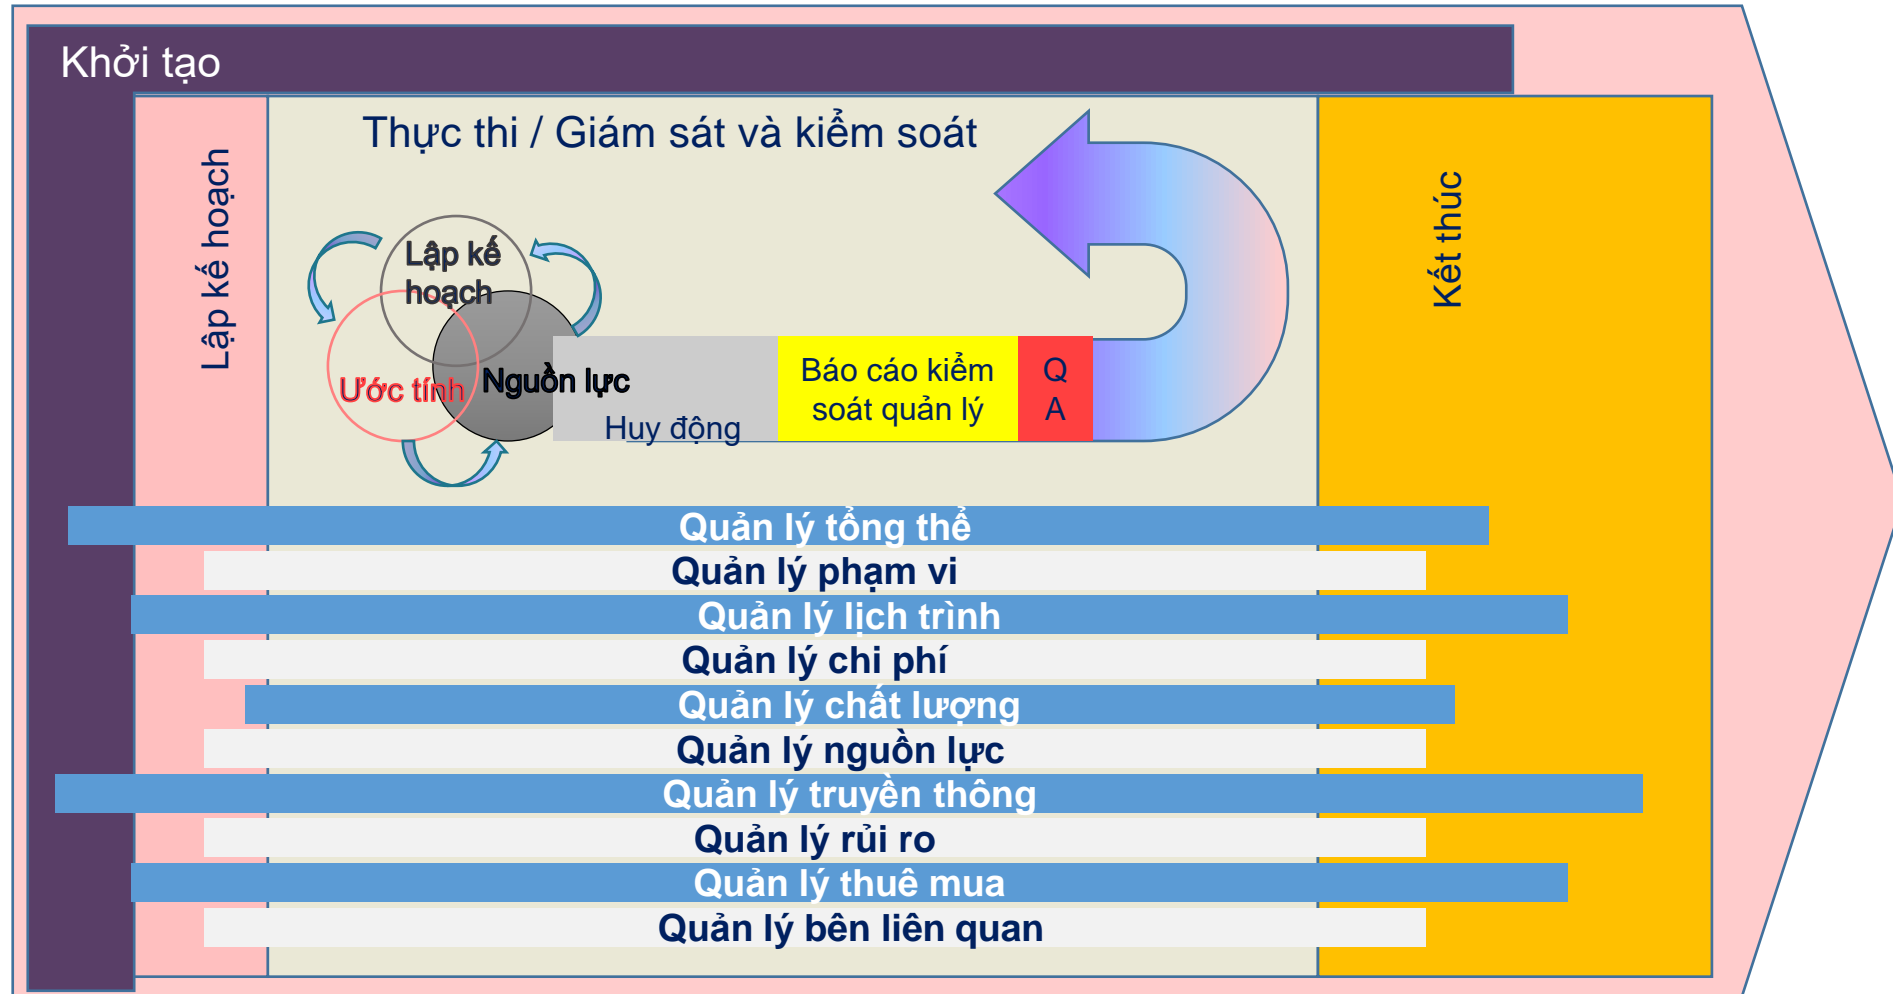 Khởi tạo
Thực thi / Giám sát và kiểm soát
Lập kế hoạch
Kết thúc
Lập kế
hoạch
Ước tính
Nguồn lực
Huy động
Báo cáo kiểm
soát quản lý
Q
A
Quản lý tổng thể
Quản lý phạm vi
Quản lý lịch trình
Quản lý chi phí
Quản lý chất lượng
Quản lý nguồn lực
Quản lý truyền thông
Quản lý rủi ro
Quản lý thuê mua
Quản lý bên liên quan